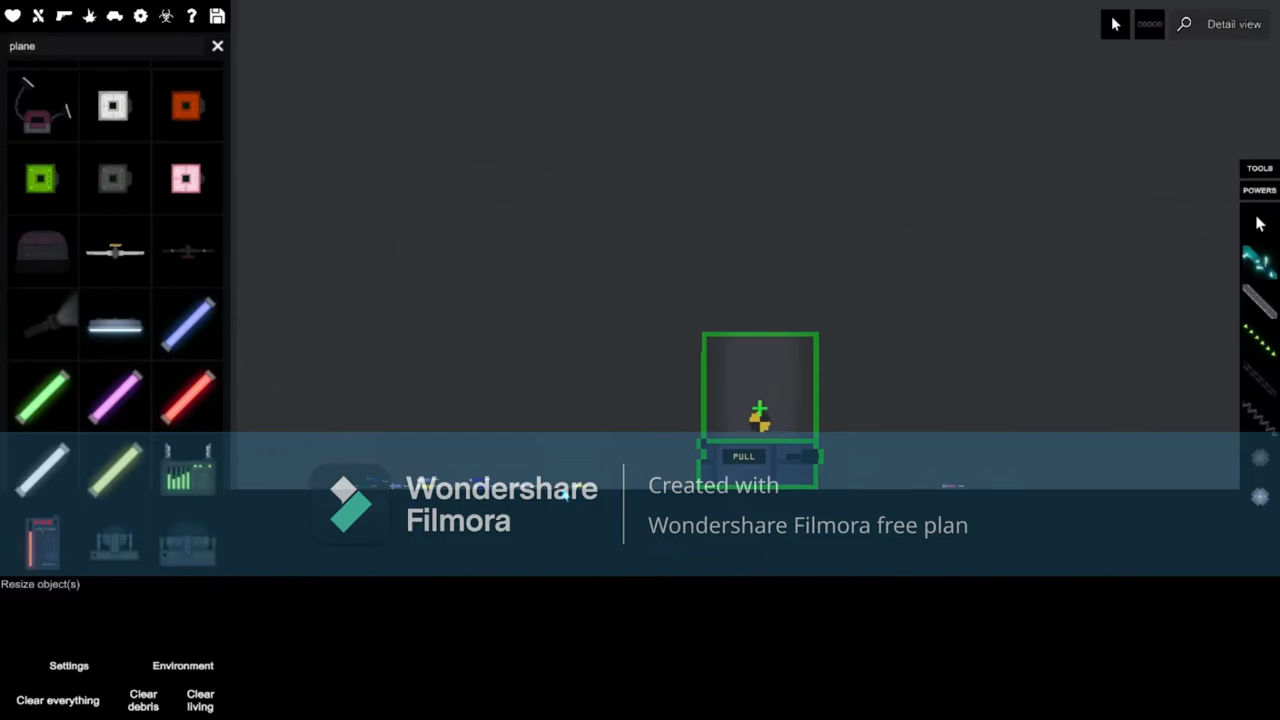 plane
Detail view
TOOLS
POWERS
PULL
Wondershare
Filmora
Created with
Wondershare Filmora free plan
Resize object(s)
Settings
Environment
Clear everything
Clear
debris
Clear
living